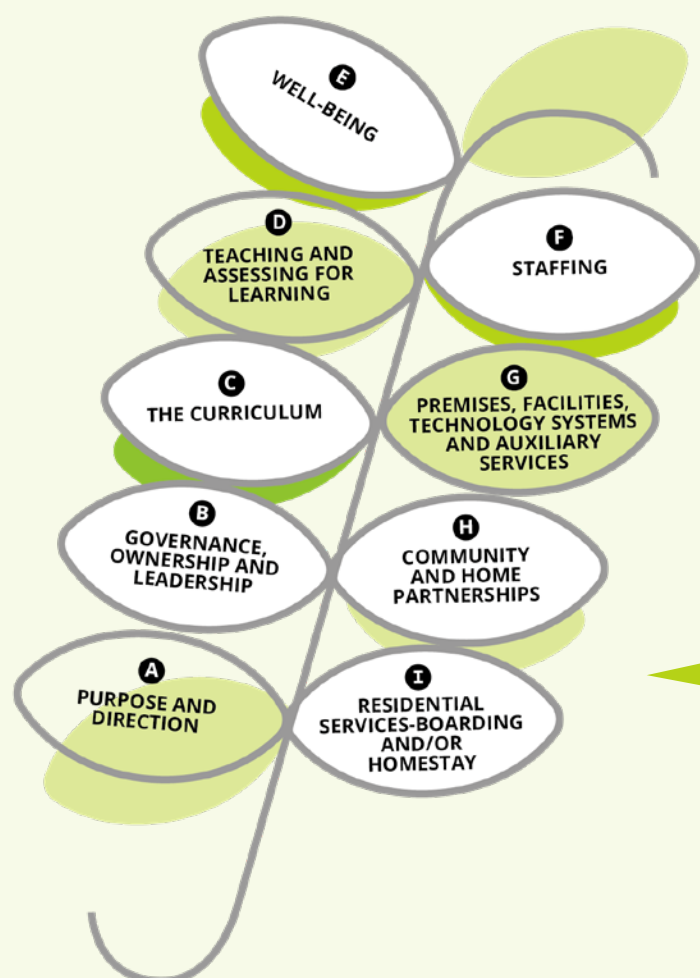 E
WELL-BEING
D
TEACHING AND
ASSESSING FOR
LEARNING
F
STAFFING
C
THE CURRICULUM
G
PREMISES, FACILITIES,
TECHNOLOGY SYSTEMS
AND AUXILIARY
SERVICES
B
GOVERNANCE,
OWNERSHIP AND
LEADERSHIP
H
COMMUNITY
AND HOME
PARTNERSHIPS
A
PURPOSE AND
DIRECTION
I
RESIDENTIAL
SERVICES-BOARDING
AND/OR
HOMESTAY